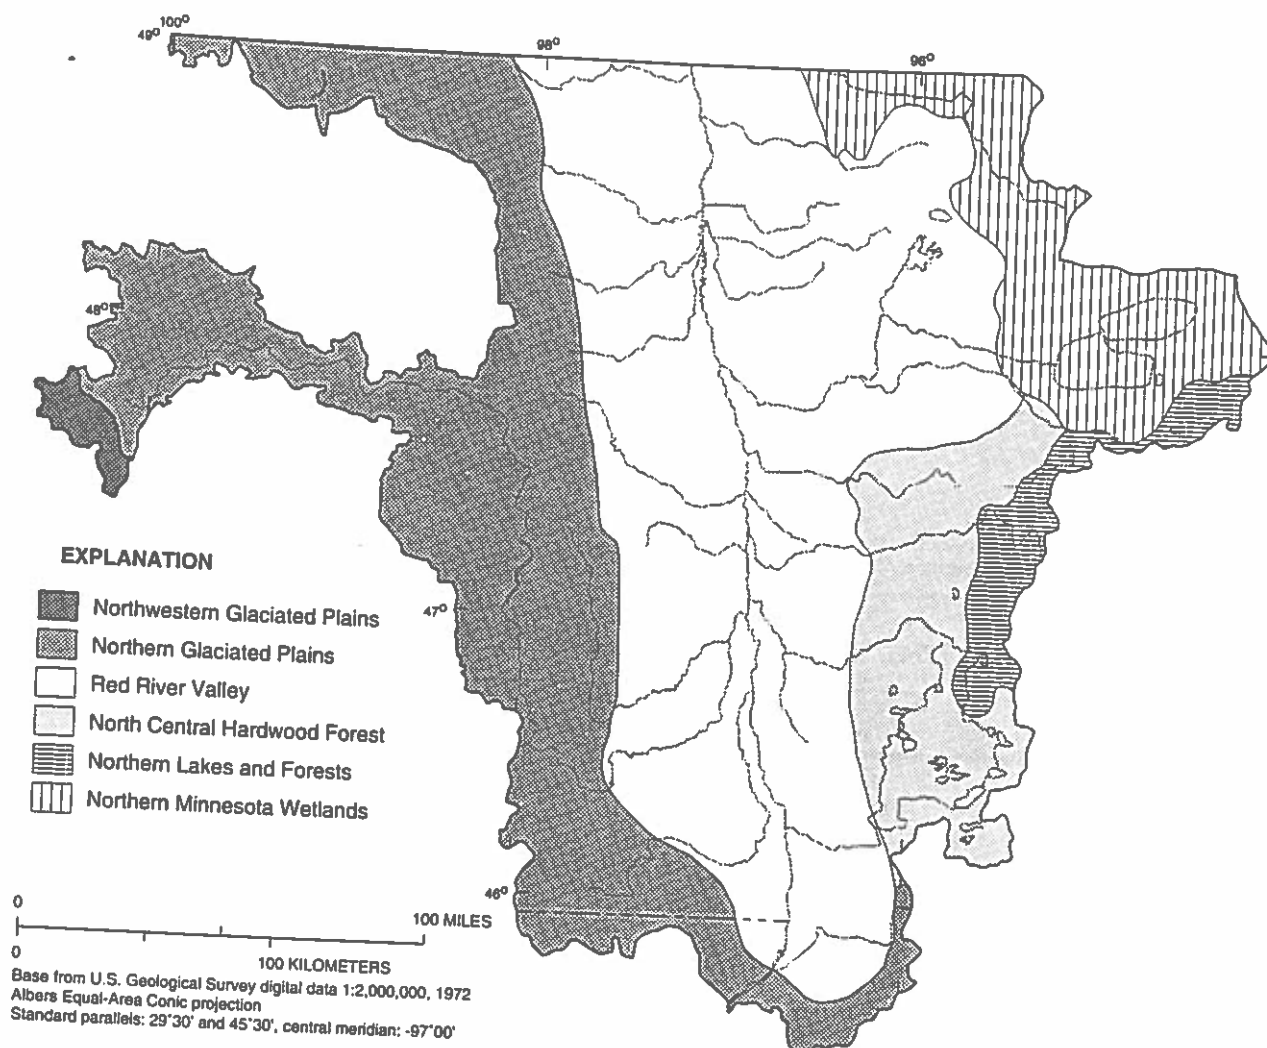 49° 100°
98°
96°
48°
47°
46°
EXPLANATION
Northwestern Glaciated Plains
Northern Glaciated Plains
Red River Valley
North Central Hardwood Forest
Northern Lakes and Forests
Northern Minnesota Wetlands
0
100 MILES
0
100 KILOMETERS
Base from U.S. Geological Survey digital data 1:2,000,000, 1972
Albers Equal-Area Conic projection
Standard parallels: 29°30' and 45°30', central meridian: -97°00'